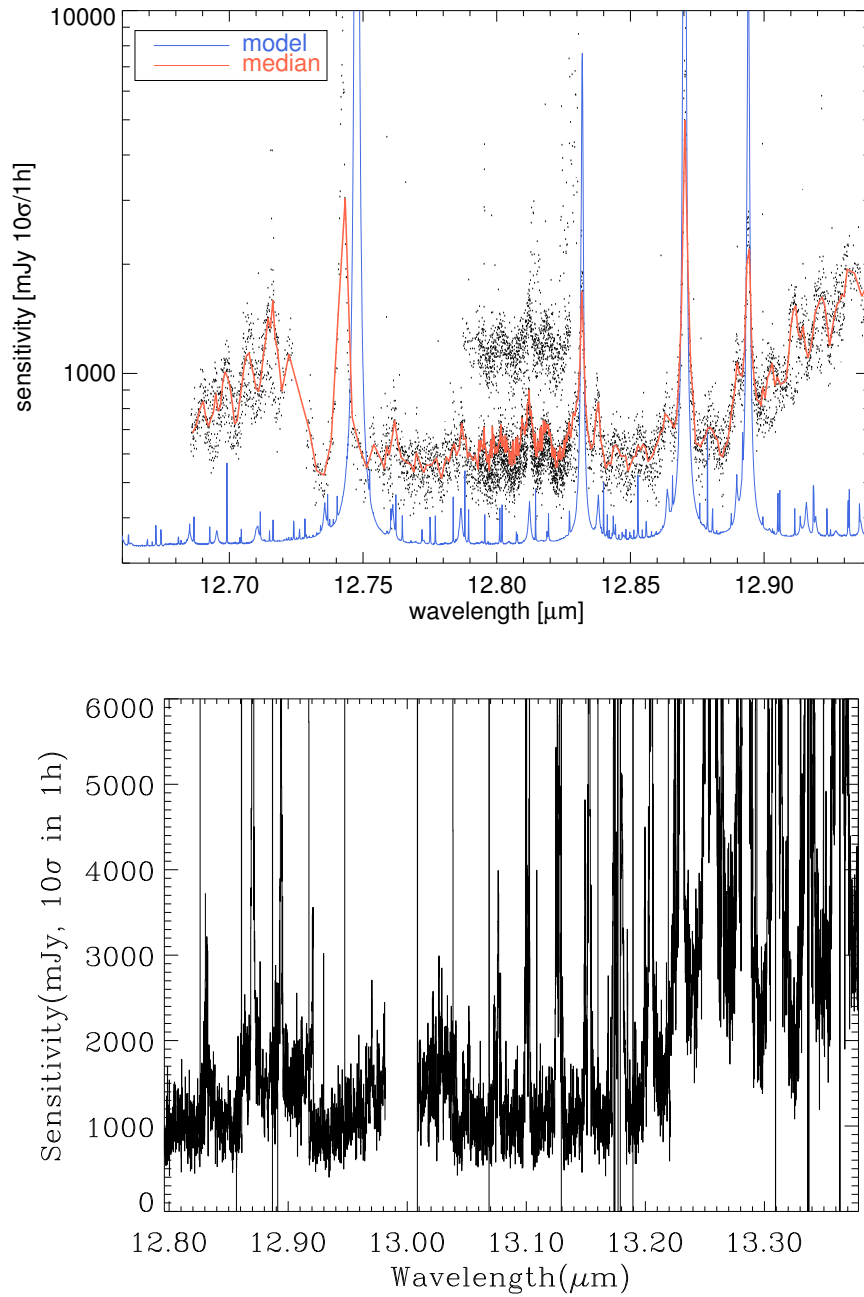 10000
model
median
sensitivity [mJy 10σ/1h]
1000
12.70 12.75 12.80 12.85 12.90
wavelength [μm]
6000
5000
4000
3000
2000
1000
0
Sensitivity(mJy, 10σ in 1h)
12.80 12.90 13.00 13.10 13.20 13.30
Wavelength(μm)